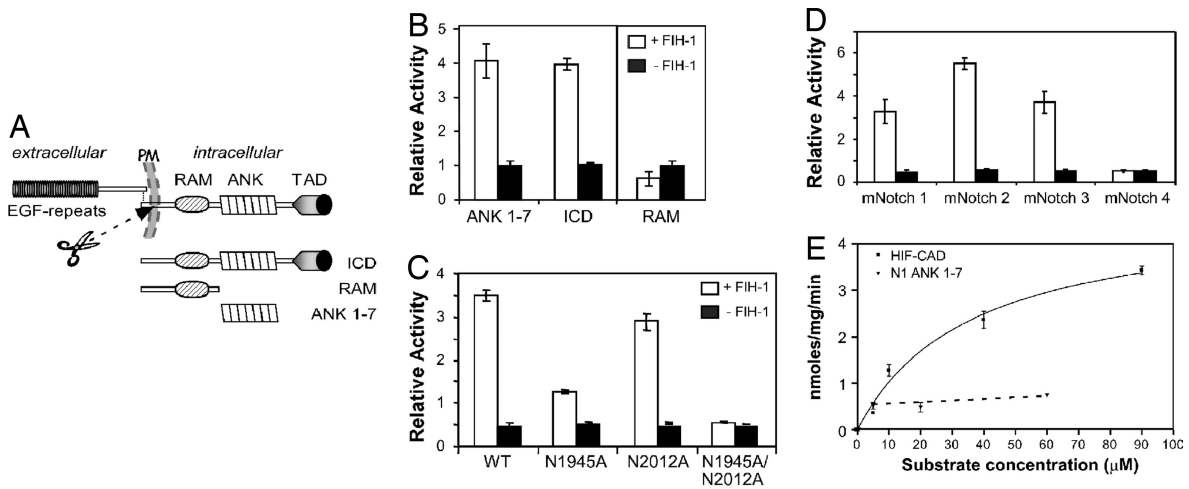 A
extracellular
PM
intracellular
RAM
ANK
TAD
EGF-repeats
ICD
RAM
ANK 1-7
B
Relative Activity
5
4
3
2
1
0
+ FIH-1
- FIH-1
ANK 1-7
ICD
RAM
C
Relative Activity
4
3
2
1
0
+ FIH-1
- FIH-1
WT
N1945A
N2012A
N1945A/
N2012A
D
Relative Activity
6
4
2
0
mNotch 1
mNotch 2
mNotch 3
mNotch 4
E
nmoles/mg/min
4
3
2
1
0
HIF-CAD
N1 ANK 1-7
0 10 20 30 40 50 60 70 80 90 100
Substrate concentration (μM)